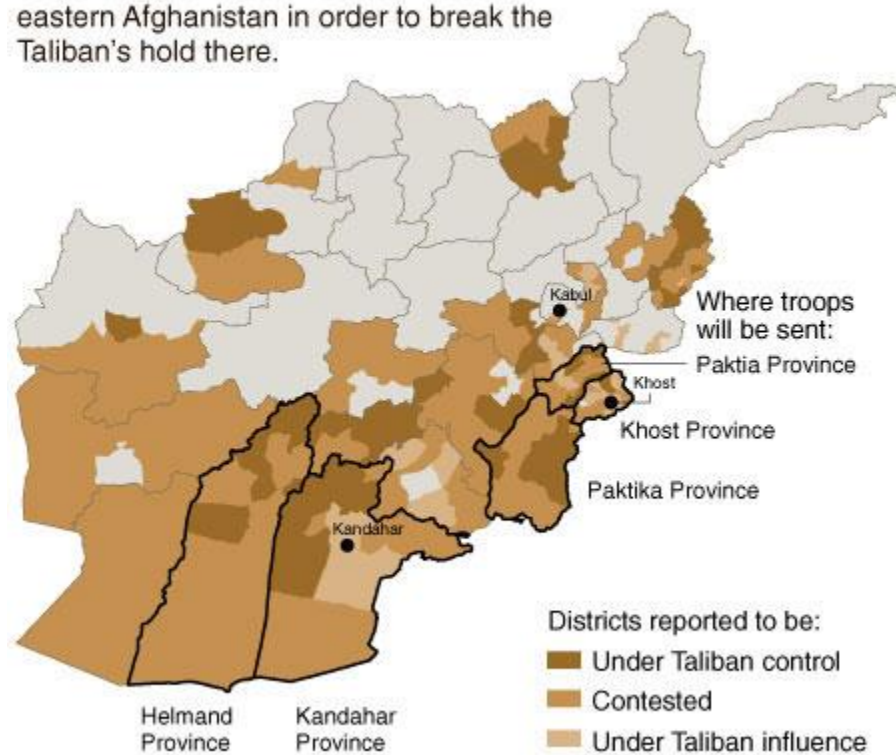 eastern Afghanistan in order to break the
Taliban's hold there.
Kabul
Where troops
will be sent:
Paktia Province
Khost
Khost Province
Paktika Province
Kandahar
Districts reported to be:
Under Taliban control
Contested
Under Taliban influence
Helmand
Province
Kandahar
Province